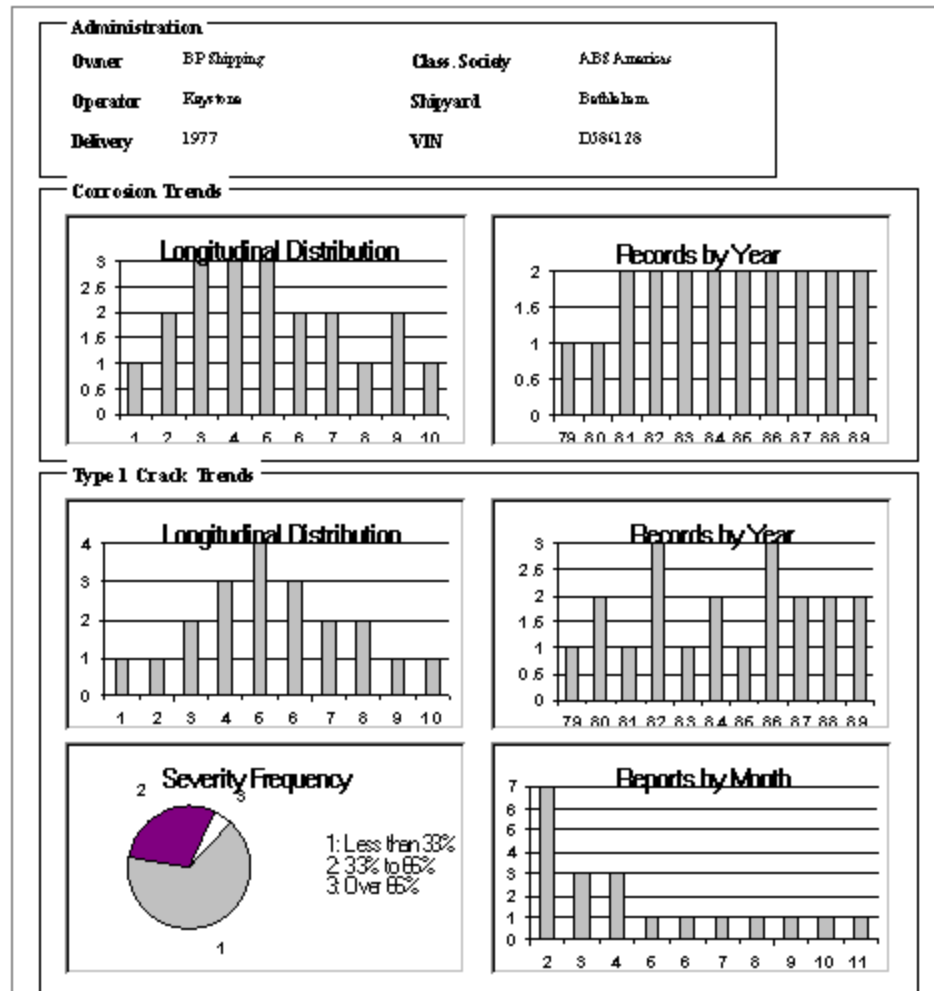 Administration
Owner BP Shipping Class. Society ABS Americas
Operator Keystone Shipyard Bethlehem
Delivery 1977 VIN D584128
Corrosion Trends
Longitudinal Distribution
3
2.5
2
1.5
1
0.5
0
1 2 3 4 5 6 7 8 9 10
Records by Year
2
1.5
1
0.5
0
79 80 81 82 83 84 85 86 87 88 89
Type 1 Crack Trends
Longitudinal Distribution
4
3
2
1
0
1 2 3 4 5 6 7 8 9 10
Records by Year
3
2.5
2
1.5
1
0.5
0
79 80 81 82 83 84 85 86 87 88 89
Severity Frequency
2
3
1
1: Less than 33%
2: 33% to 66%
3: Over 66%
Reports by Month
7
6
5
4
3
2
1
0
2 3 4 5 6 7 8 9 10 11